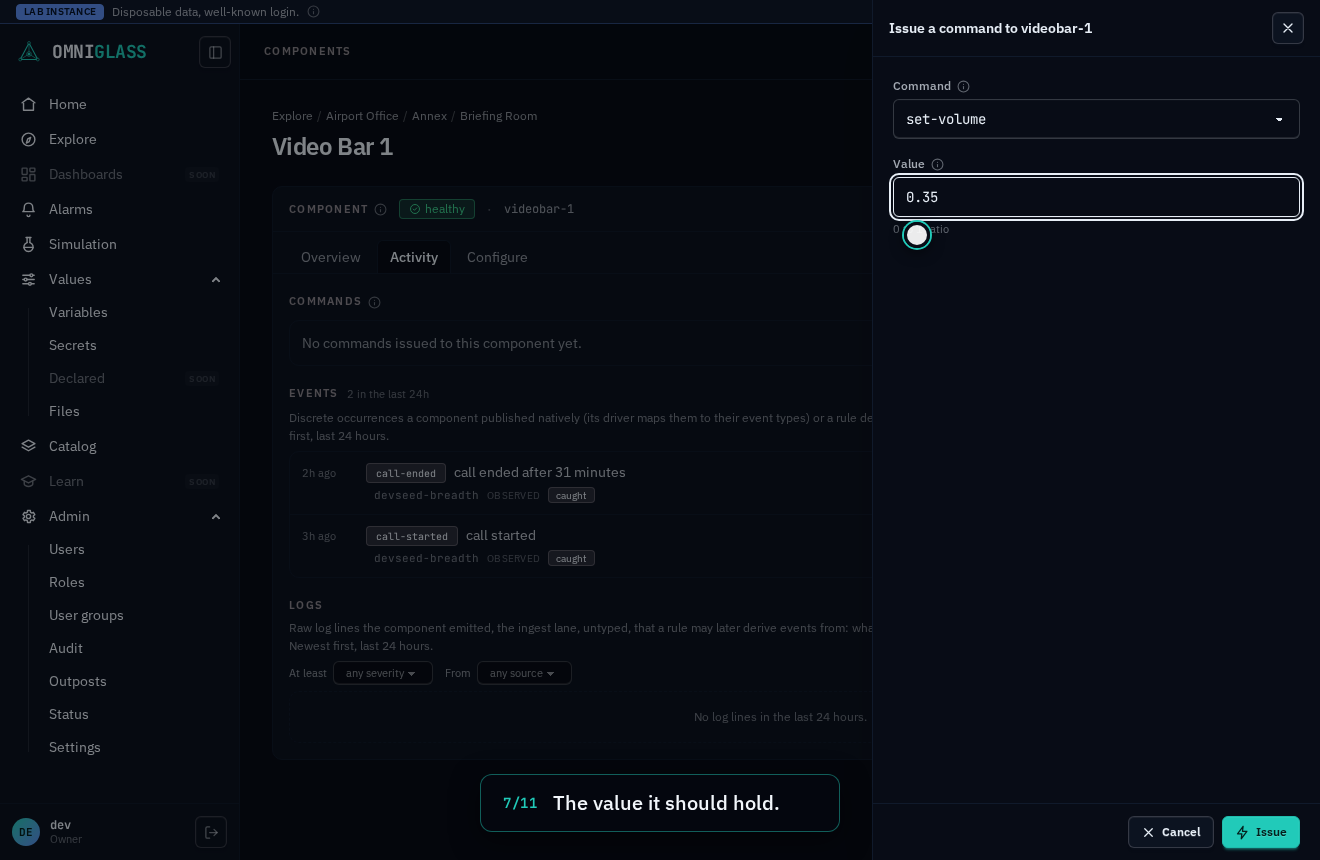 LAB INSTANCE Disposable data, well-known login.
OMNIGLASS
Home
Explore
Dashboards SOON
Alarms
Simulation
Values
Variables
Secrets
Declared SOON
Files
Catalog
Learn SOON
Admin
Users
Roles
User groups
Audit
Outposts
Status
Settings
DE dev
Owner
COMPONENTS
Explore / Airport Office / Annex / Briefing Room
Video Bar 1
COMPONENT healthy · videobar-1
Overview Activity Configure
COMMANDS
No commands issued to this component yet.
EVENTS 2 in the last 24h
Discrete occurrences a component published natively (its driver maps them to their event types) or a rule
first, last 24 hours.
2h ago call-ended call ended after 31 minutes
devseed-breadth OBSERVED caught
3h ago call-started call started
devseed-breadth OBSERVED caught
LOGS
Raw log lines the component emitted, the ingest lane, untyped, that a rule may later derive events from:
Newest first, last 24 hours.
At least any severity From any source
No log lines in the last 24 hours.
7/11 The value it should hold.
Issue a command to videobar-1
Command
set-volume
Value
0.35
0
Cancel Issue